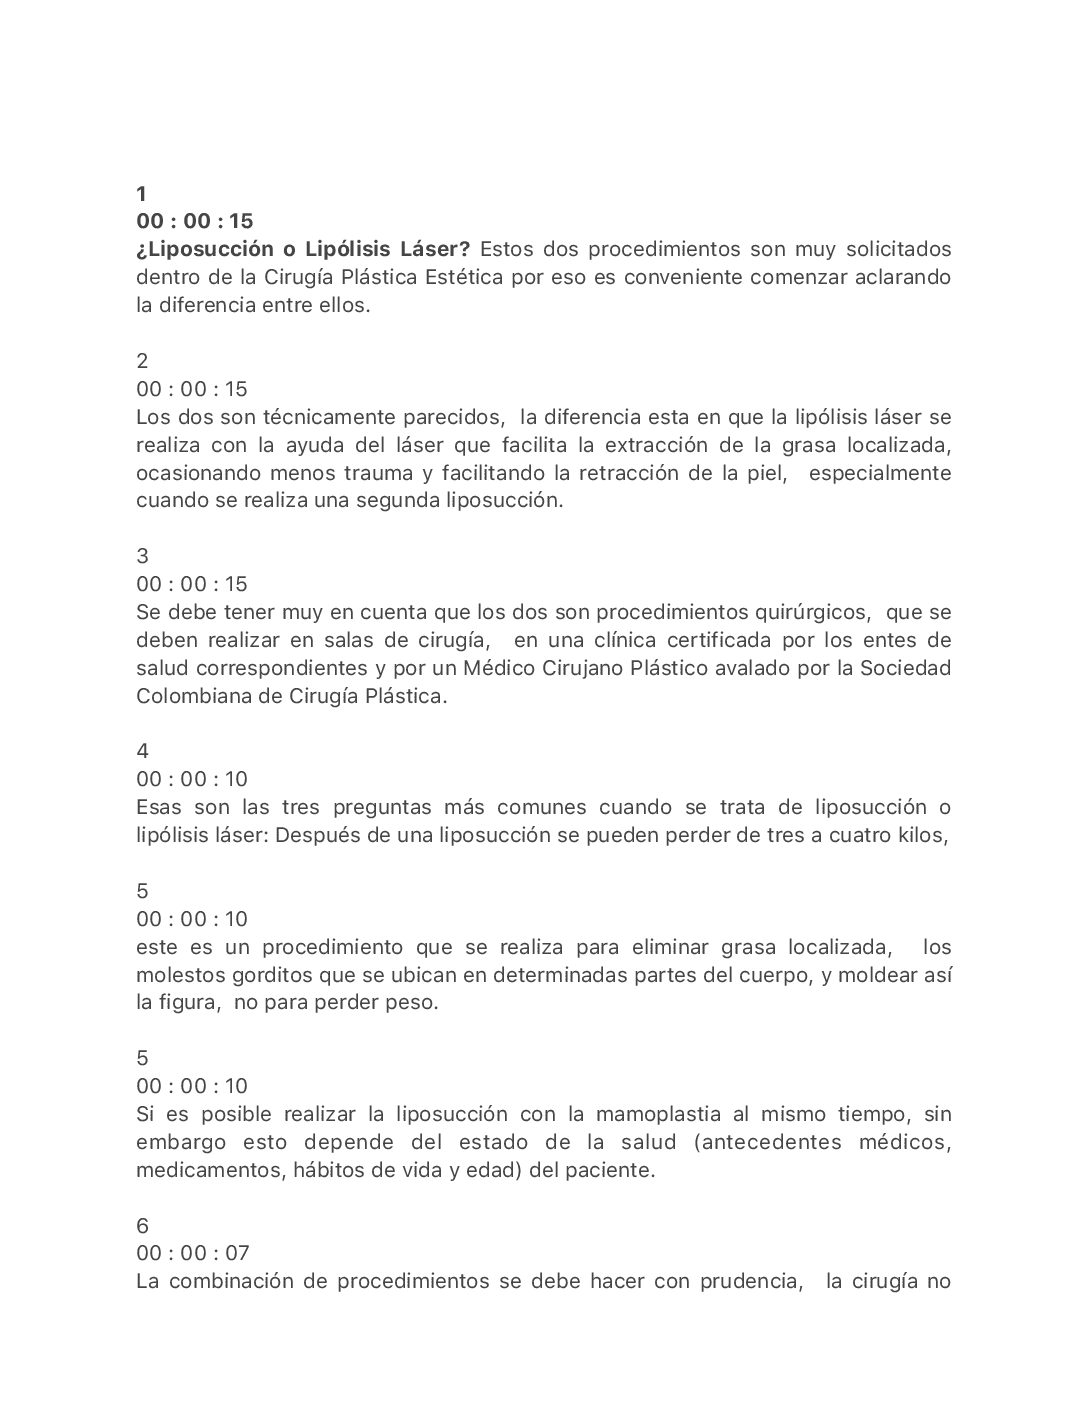 1
00 : 00 : 15
¿Liposucción o Lipólisis Láser? Estos dos procedimientos son muy solicitados
dentro de la Cirugía Plástica Estética por eso es conveniente comenzar aclarando
la diferencia entre ellos.
2
00 : 00 : 15
Los dos son técnicamente parecidos, la diferencia esta en que la lipólisis láser se
realiza con la ayuda del láser que facilita la extracción de la grasa localizada,
ocasionando menos trauma y facilitando la retracción de la piel, especialmente
cuando se realiza una segunda liposucción.
3
00 : 00 : 15
Se debe tener muy en cuenta que los dos son procedimientos quirúrgicos, que se
deben realizar en salas de cirugía, en una clínica certificada por los entes de
salud correspondientes y por un Médico Cirujano Plástico avalado por la Sociedad
Colombiana de Cirugía Plástica.
4
00 : 00 : 10
Esas son las tres preguntas más comunes cuando se trata de liposucción o
lipólisis láser: Después de una liposucción se pueden perder de tres a cuatro kilos,
5
00 : 00 : 10
este es un procedimiento que se realiza para eliminar grasa localizada, los
molestos gorditos que se ubican en determinadas partes del cuerpo, y moldear así
la figura, no para perder peso.
5
00 : 00 : 10
Si es posible realizar la liposucción con la mamoplastia al mismo tiempo, sin
embargo esto depende del estado de la salud (antecedentes médicos,
medicamentos, hábitos de vida y edad) del paciente.
6
00 : 00 : 07
La combinación de procedimientos se debe hacer con prudencia, la cirugía no